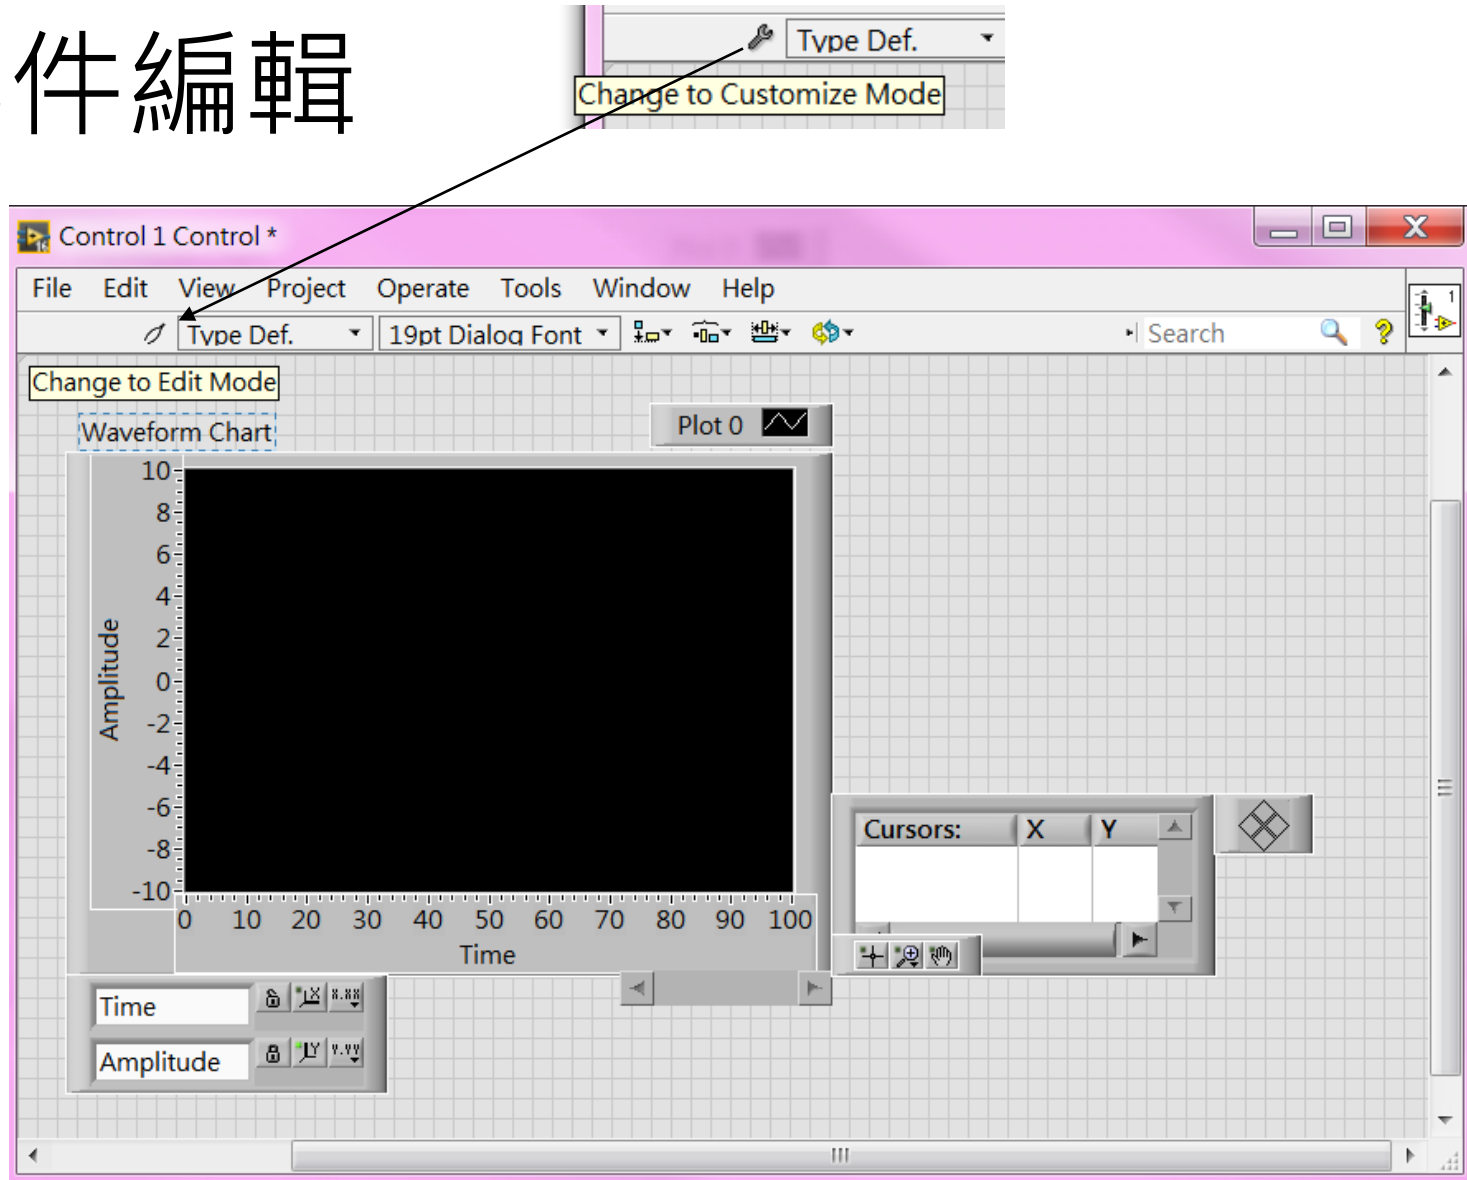 件編輯
Type Def.
Change to Customize Mode
Control 1 Control *
File Edit View Project Operate Tools Window Help
Type Def. 19pt Dialog Font Search
1
Change to Edit Mode
Waveform Chart
Plot 0
10
8
6
4
2
0
-2
-4
-6
-8
-10
Amplitude
0 10 20 30 40 50 60 70 80 90 100
Time
Cursors: X Y
Time X X.XX
Amplitude Y Y.YY